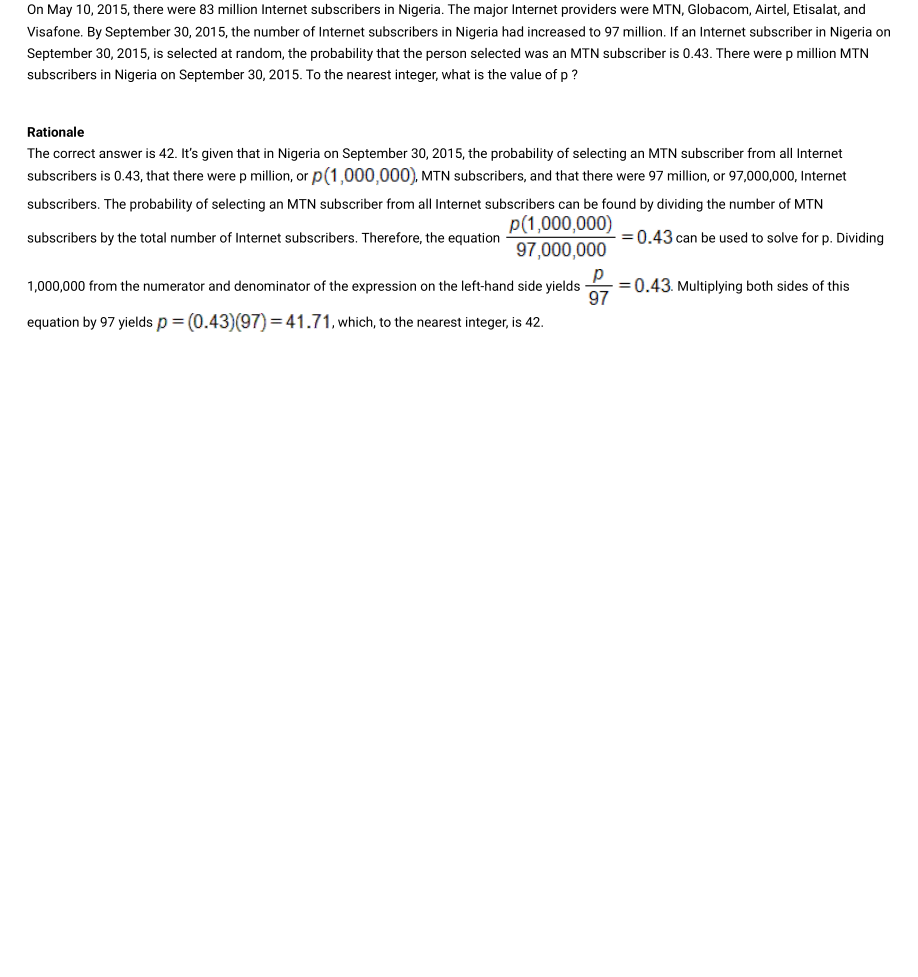 On May 10, 2015, there were 83 million Internet subscribers in Nigeria. The major Internet providers were MTN, Globacom, Airtel, Etisalat, and
Visafone. By September 30, 2015, the number of Internet subscribers in Nigeria had increased to 97 million. If an Internet subscriber in Nigeria on
September 30, 2015, is selected at random, the probability that the person selected was an MTN subscriber is 0.43. There were p million MTN
subscribers in Nigeria on September 30, 2015. To the nearest integer, what is the value of p ?
Rationale
The correct answer is 42. It's given that in Nigeria on September 30, 2015, the probability of selecting an MTN subscriber from all Internet
subscribers is 0.43, that there were p million, or p(1,000,000), MTN subscribers, and that there were 97 million, or 97,000,000, Internet
subscribers. The probability of selecting an MTN subscriber from all Internet subscribers can be found by dividing the number of MTN
subscribers by the total number of Internet subscribers. Therefore, the equation p(1,000,000)/97,000,000 = 0.43 can be used to solve for p. Dividing
1,000,000 from the numerator and denominator of the expression on the left-hand side yields p/97 = 0.43. Multiplying both sides of this
equation by 97 yields p = (0.43)(97) = 41.71, which, to the nearest integer, is 42.